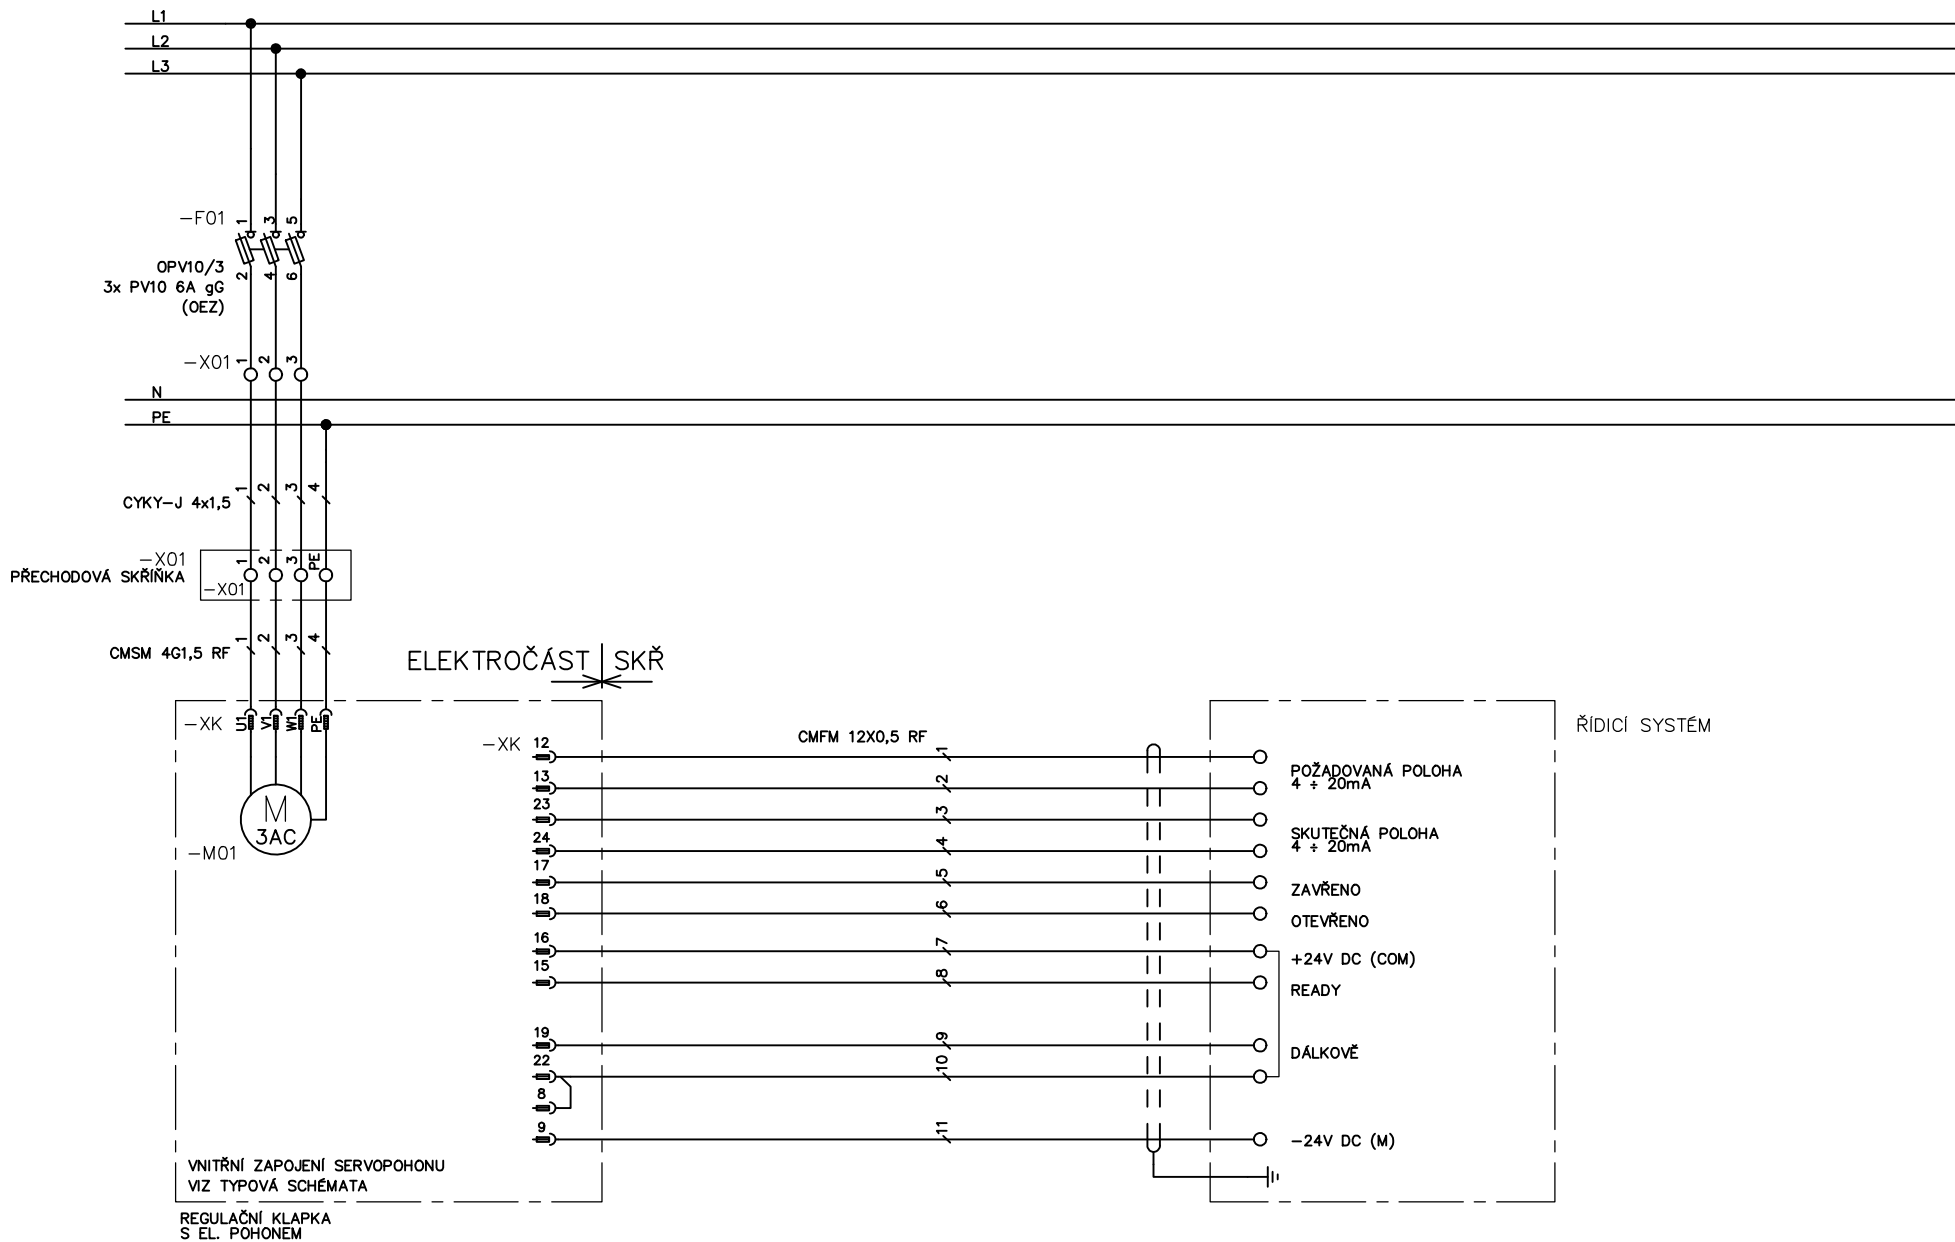 L1
L2
L3
-F01
1 3 5
OPV10/3
2 4 6
3x PV10 6A gG
(OEZ)
-X01
1 2 3
N
PE
1 2 3 4
CYKY-J 4x1,5
-X01
1 2 3 PE
PŘECHODOVÁ SKŘÍŇKA
-X01
1 2 3 4
CMSM 4G1,5 RF
ELEKTROČÁST SKŘ
-XK
U1 V1 W1 PE
M
3AC
-M01
-XK
CMFM 12X0,5 RF
ŘÍDICÍ SYSTÉM
12 1
13 2
POŽADOVANÁ POLOHA
4 ÷ 20mA
23 3
24 4
SKUTEČNÁ POLOHA
4 ÷ 20mA
17 5
ZAVŘENO
18 6
OTEVŘENO
16 7
+24V DC (COM)
15 8
READY
19 9
DÁLKOVĚ
22 10
8
9 11
-24V DC (M)
VNITŘNÍ ZAPOJENÍ SERVOPOHONU
VIZ TYPOVÁ SCHÉMATA
REGULAČNÍ KLAPKA
S EL. POHONEM